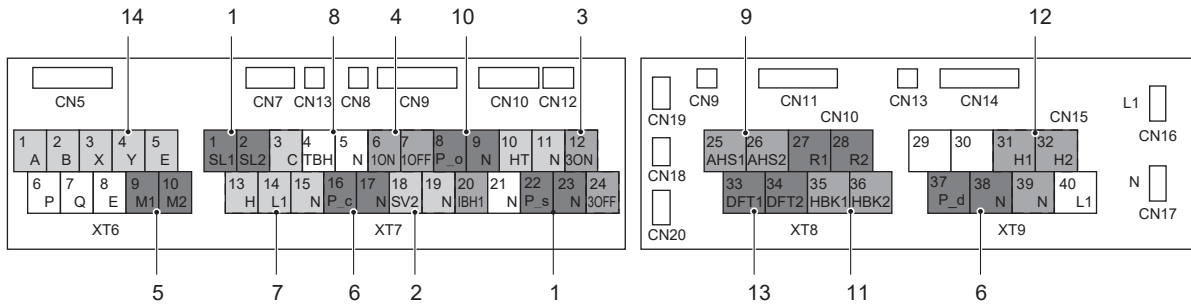 14 1 8 4 10 3 9 12
CN5 CN7 CN13 CN8 CN9 CN10 CN12 CN19 CN9 CN11 CN10 CN13 CN14 CN15 L1 CN16
1 2 3 4 5 1 2 3 4 5 6 7 8 9 10 11 12 25 26 27 28 29 30 31 32
A B X Y E SL1 SL2 C TBH N 1ON 1OFF P_o N HT N 3ON CN18 AHS1 AHS2 R1 R2 H1 H2
6 7 8 9 10 13 14 15 16 17 18 19 20 21 22 23 24 33 34 35 36 37 38 39 40
P Q E M1 M2 H L1 N P_c N SV2 N IBH1 N P_s N 3OFF CN20 DFT1 DFT2 HBK1 HBK2 P_d N N L1 N CN17
XT6 XT7 XT8 XT9
5 7 6 2 1 13 11 6